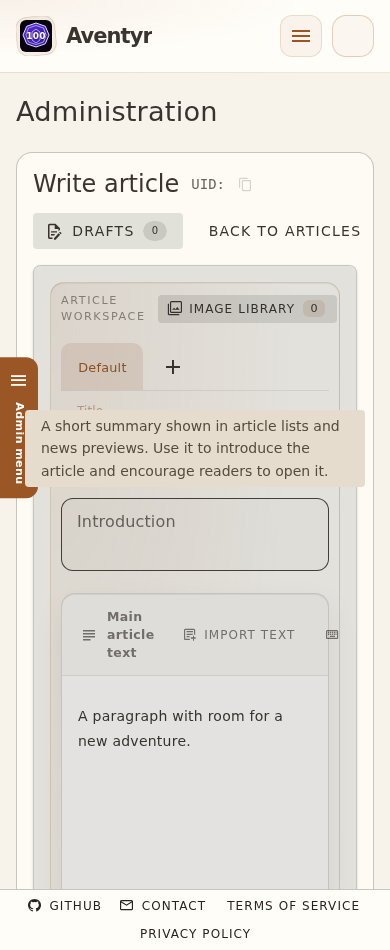 100
Aventyr
Administration
Write article UID:
DRAFTS 0 BACK TO ARTICLES
ARTICLE
WORKSPACE
IMAGE LIBRARY 0
Default
Title
Admin menu
A short summary shown in article lists and
news previews. Use it to introduce the
article and encourage readers to open it.
Introduction
Main
article
text
IMPORT TEXT
A paragraph with room for a
new adventure.
GITHUB CONTACT TERMS OF SERVICE
PRIVACY POLICY